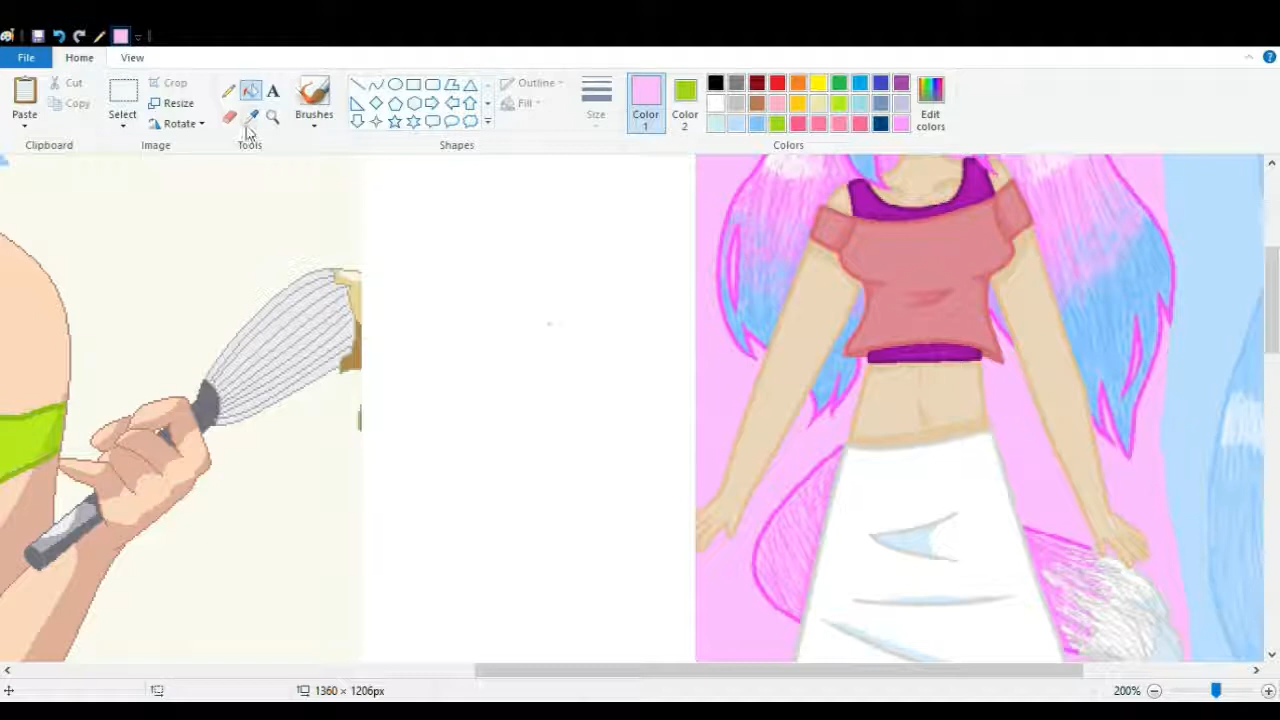 File Home View
Paste
Cut
Copy
Clipboard
Select
Crop
Resize
Rotate
Image
A
Tools
Brushes
Shapes
Outline
Fill
Size
Color
1
Color
2
Edit
colors
Colors
1360 × 1206px
200%